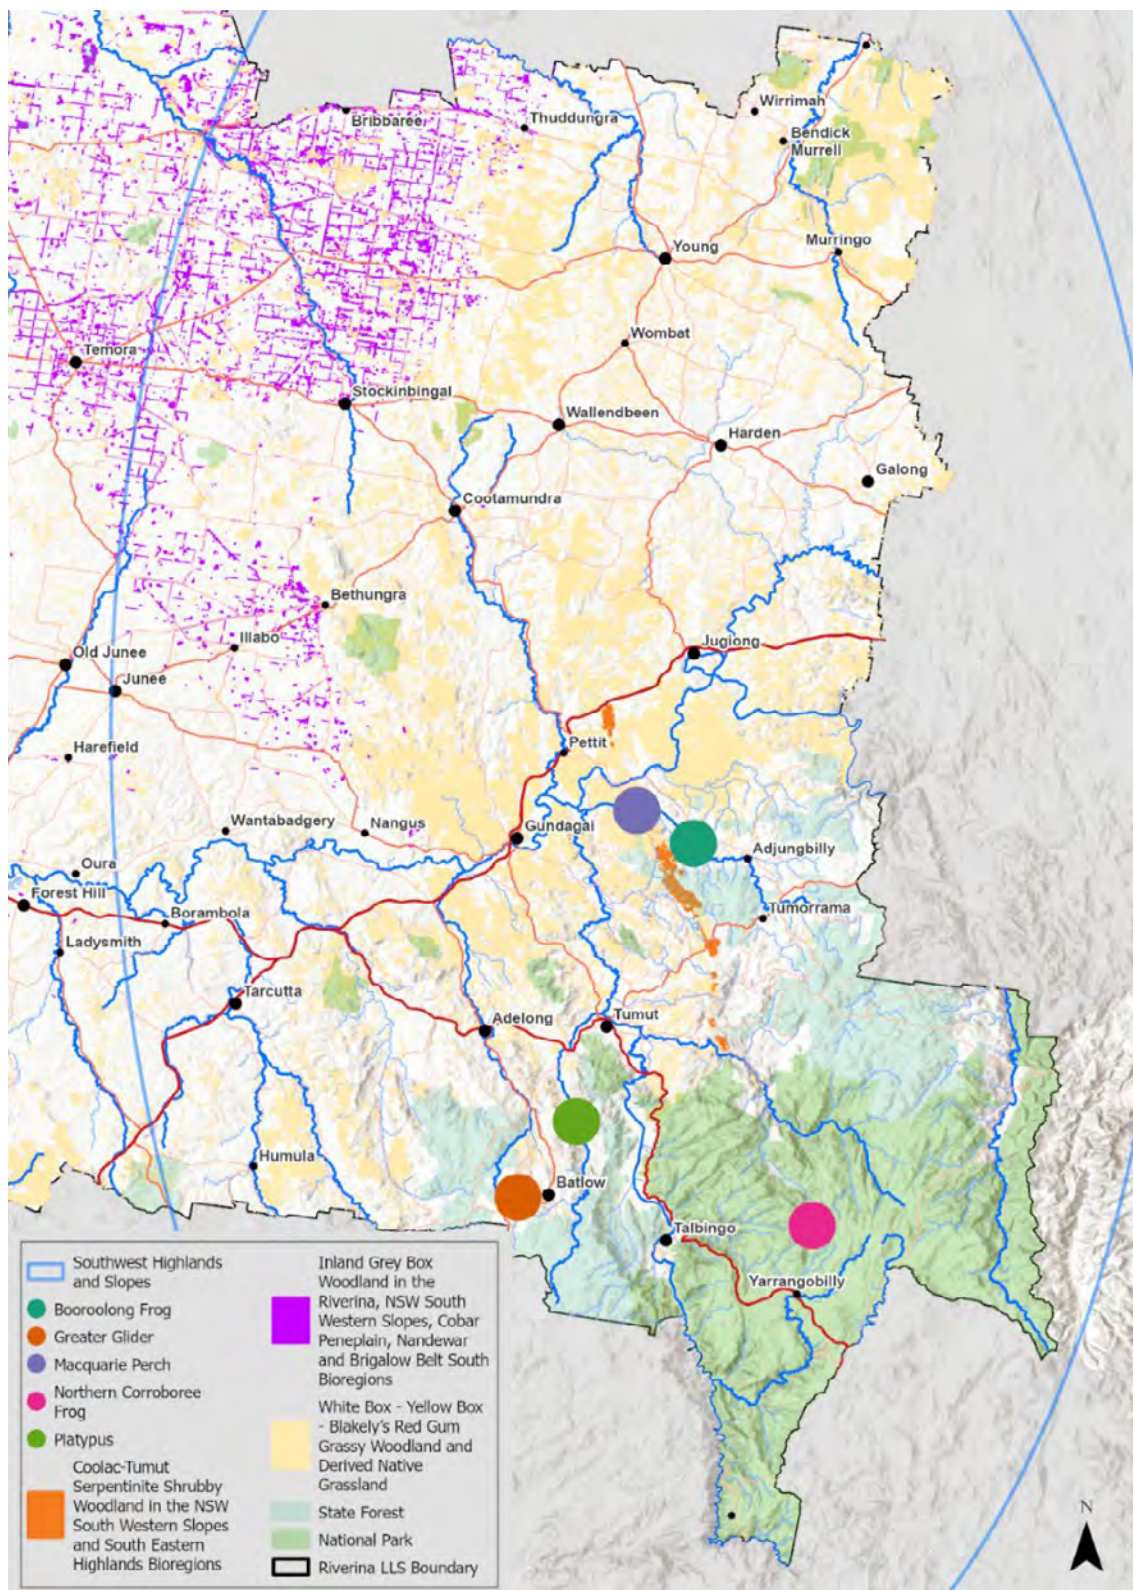 Wirrimah
Bribbaree
Thuddungra
Bendick
Murrell
Young
Murringo
Wombat
Temora
Stockinbingal
Wallendbeen
Harden
Galong
Cootamundra
Bethungra
Illabo
Old Junee
Junee
Jugiong
Harefield
Pettit
Wantabadgery
Nangus
Gundagai
Adjungbilly
Oura
Forest Hill
Borambola
Tumorrama
Ladysmith
Tarcutta
Adelong
Tumut
Humula
Batlow
Talbingo
Yarrangobilly
Southwest Highlands
and Slopes
Booroolong Frog
Greater Glider
Macquarie Perch
Northern Corroboree
Frog
Platypus
Coolac-Tumut
Serpentinite Shrubby
Woodland in the NSW
South Western Slopes
and South Eastern
Highlands Bioregions
Inland Grey Box
Woodland in the
Riverina, NSW South
Western Slopes, Cobar
Peneplain, Nandewar
and Brigalow Belt South
Bioregions
White Box - Yellow Box
- Blakely's Red Gum
Grassy Woodland and
Derived Native
Grassland
State Forest
National Park
Riverina LLS Boundary
N